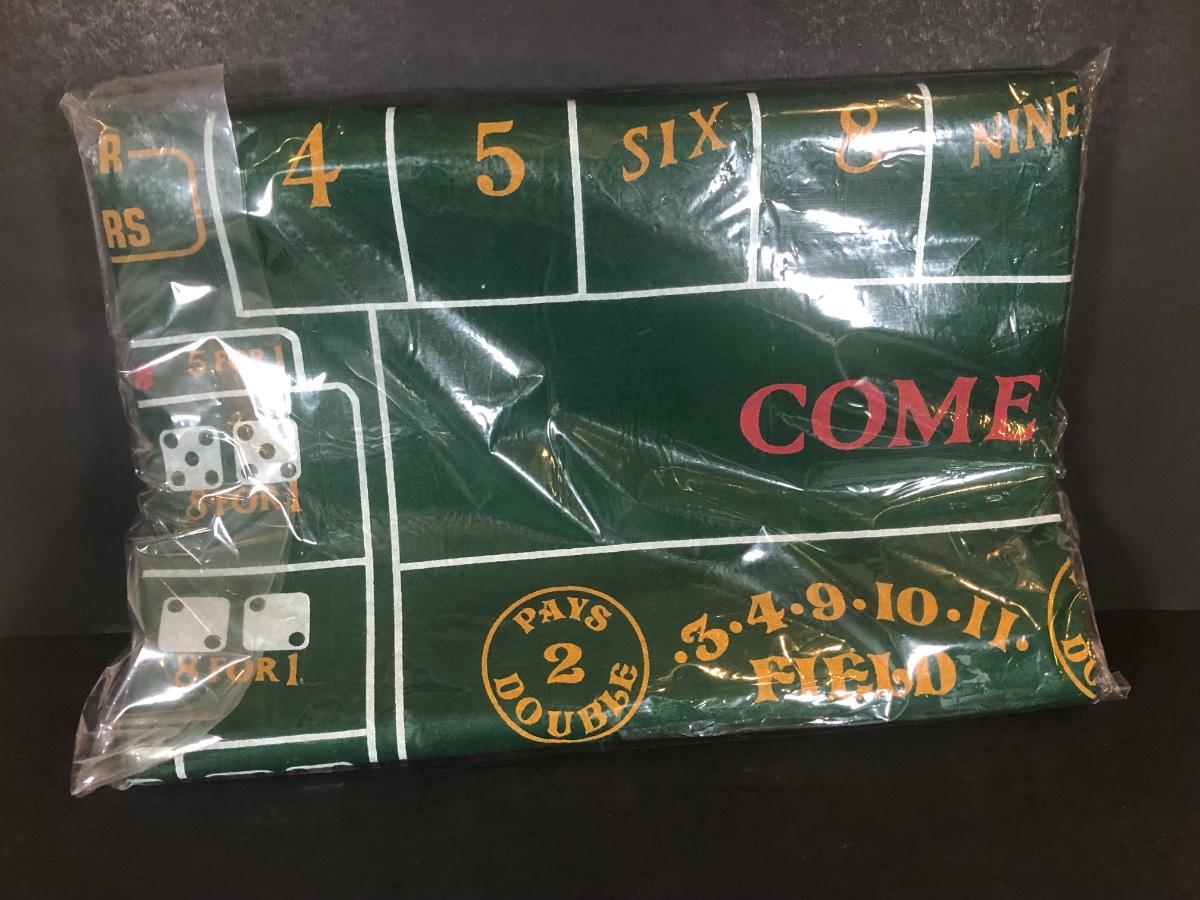 4 5 SIX 8 NINE
R
RS
5 FOR 1
COME
8 FOR 1
PAYS
2
DOUBLE
.3.4.9.10.11.
FIELD
8 FOR 1